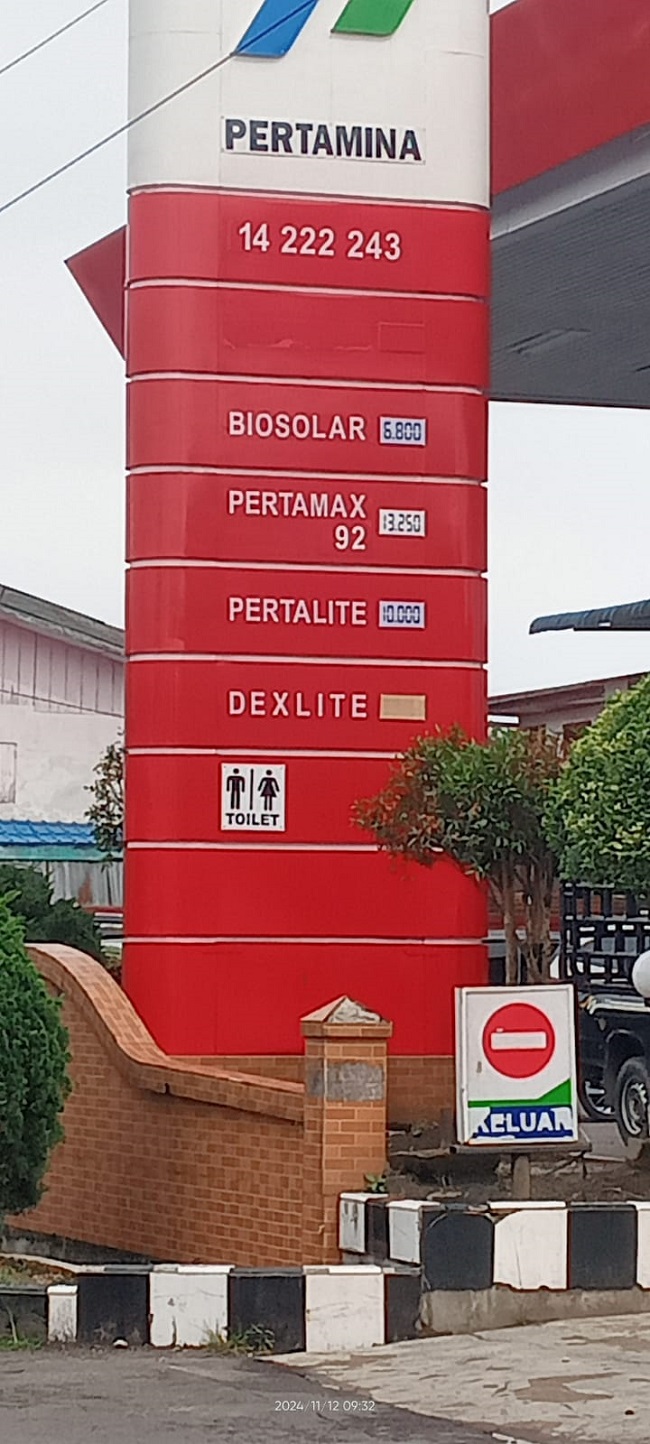 PERTAMINA
14 222 243
BIOSOLAR 6.800
PERTAMAX 13.250
92
PERTALITE 10.000
DEXLITE
TOILET
KELUAR
2024/11/12 09:32